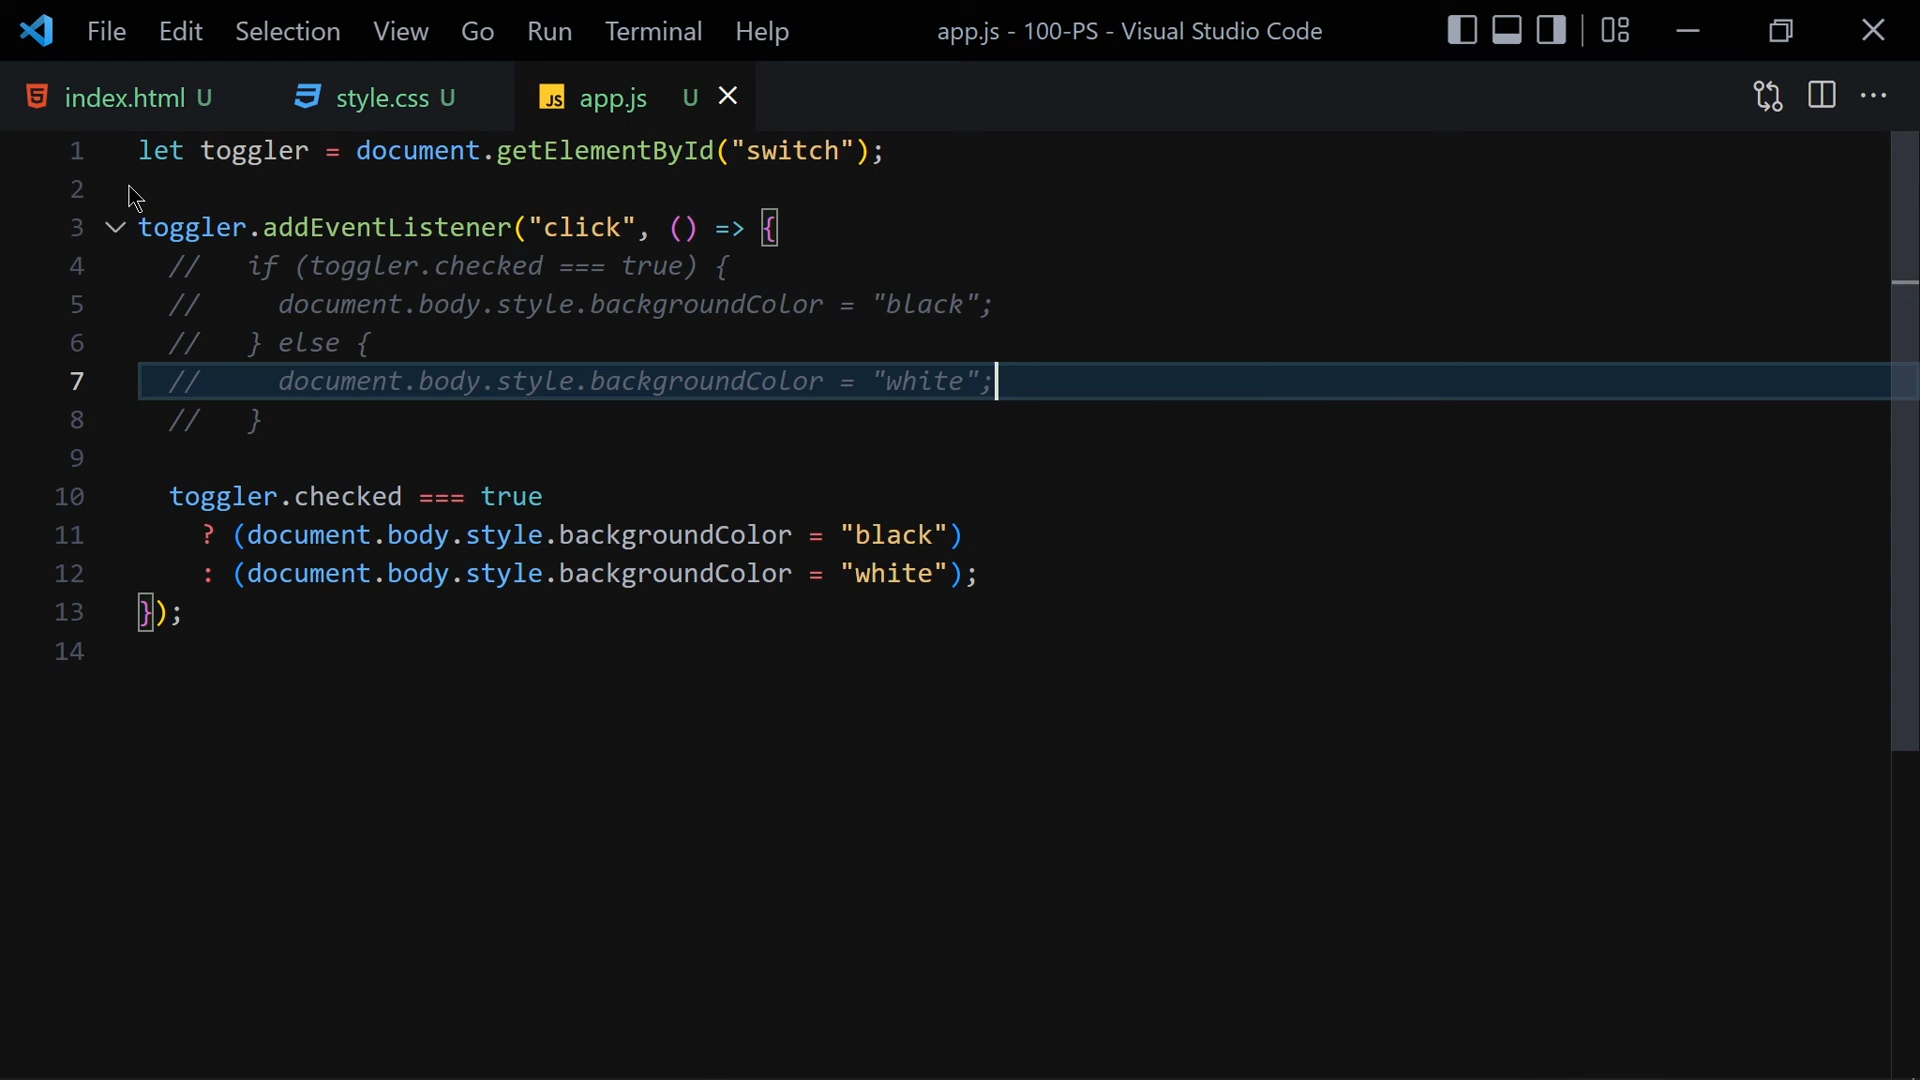 File Edit Selection View Go Run Terminal Help app.js - 100-PS - Visual Studio Code
index.html U style.css U JS app.js U
1 let toggler = document.getElementById("switch");
2
3 toggler.addEventListener("click", () => {
4 // if (toggler.checked === true) {
5 // document.body.style.backgroundColor = "black";
6 // } else {
7 // document.body.style.backgroundColor = "white";
8 // }
9
10 toggler.checked === true
11 ? (document.body.style.backgroundColor = "black")
12 : (document.body.style.backgroundColor = "white");
13 });
14